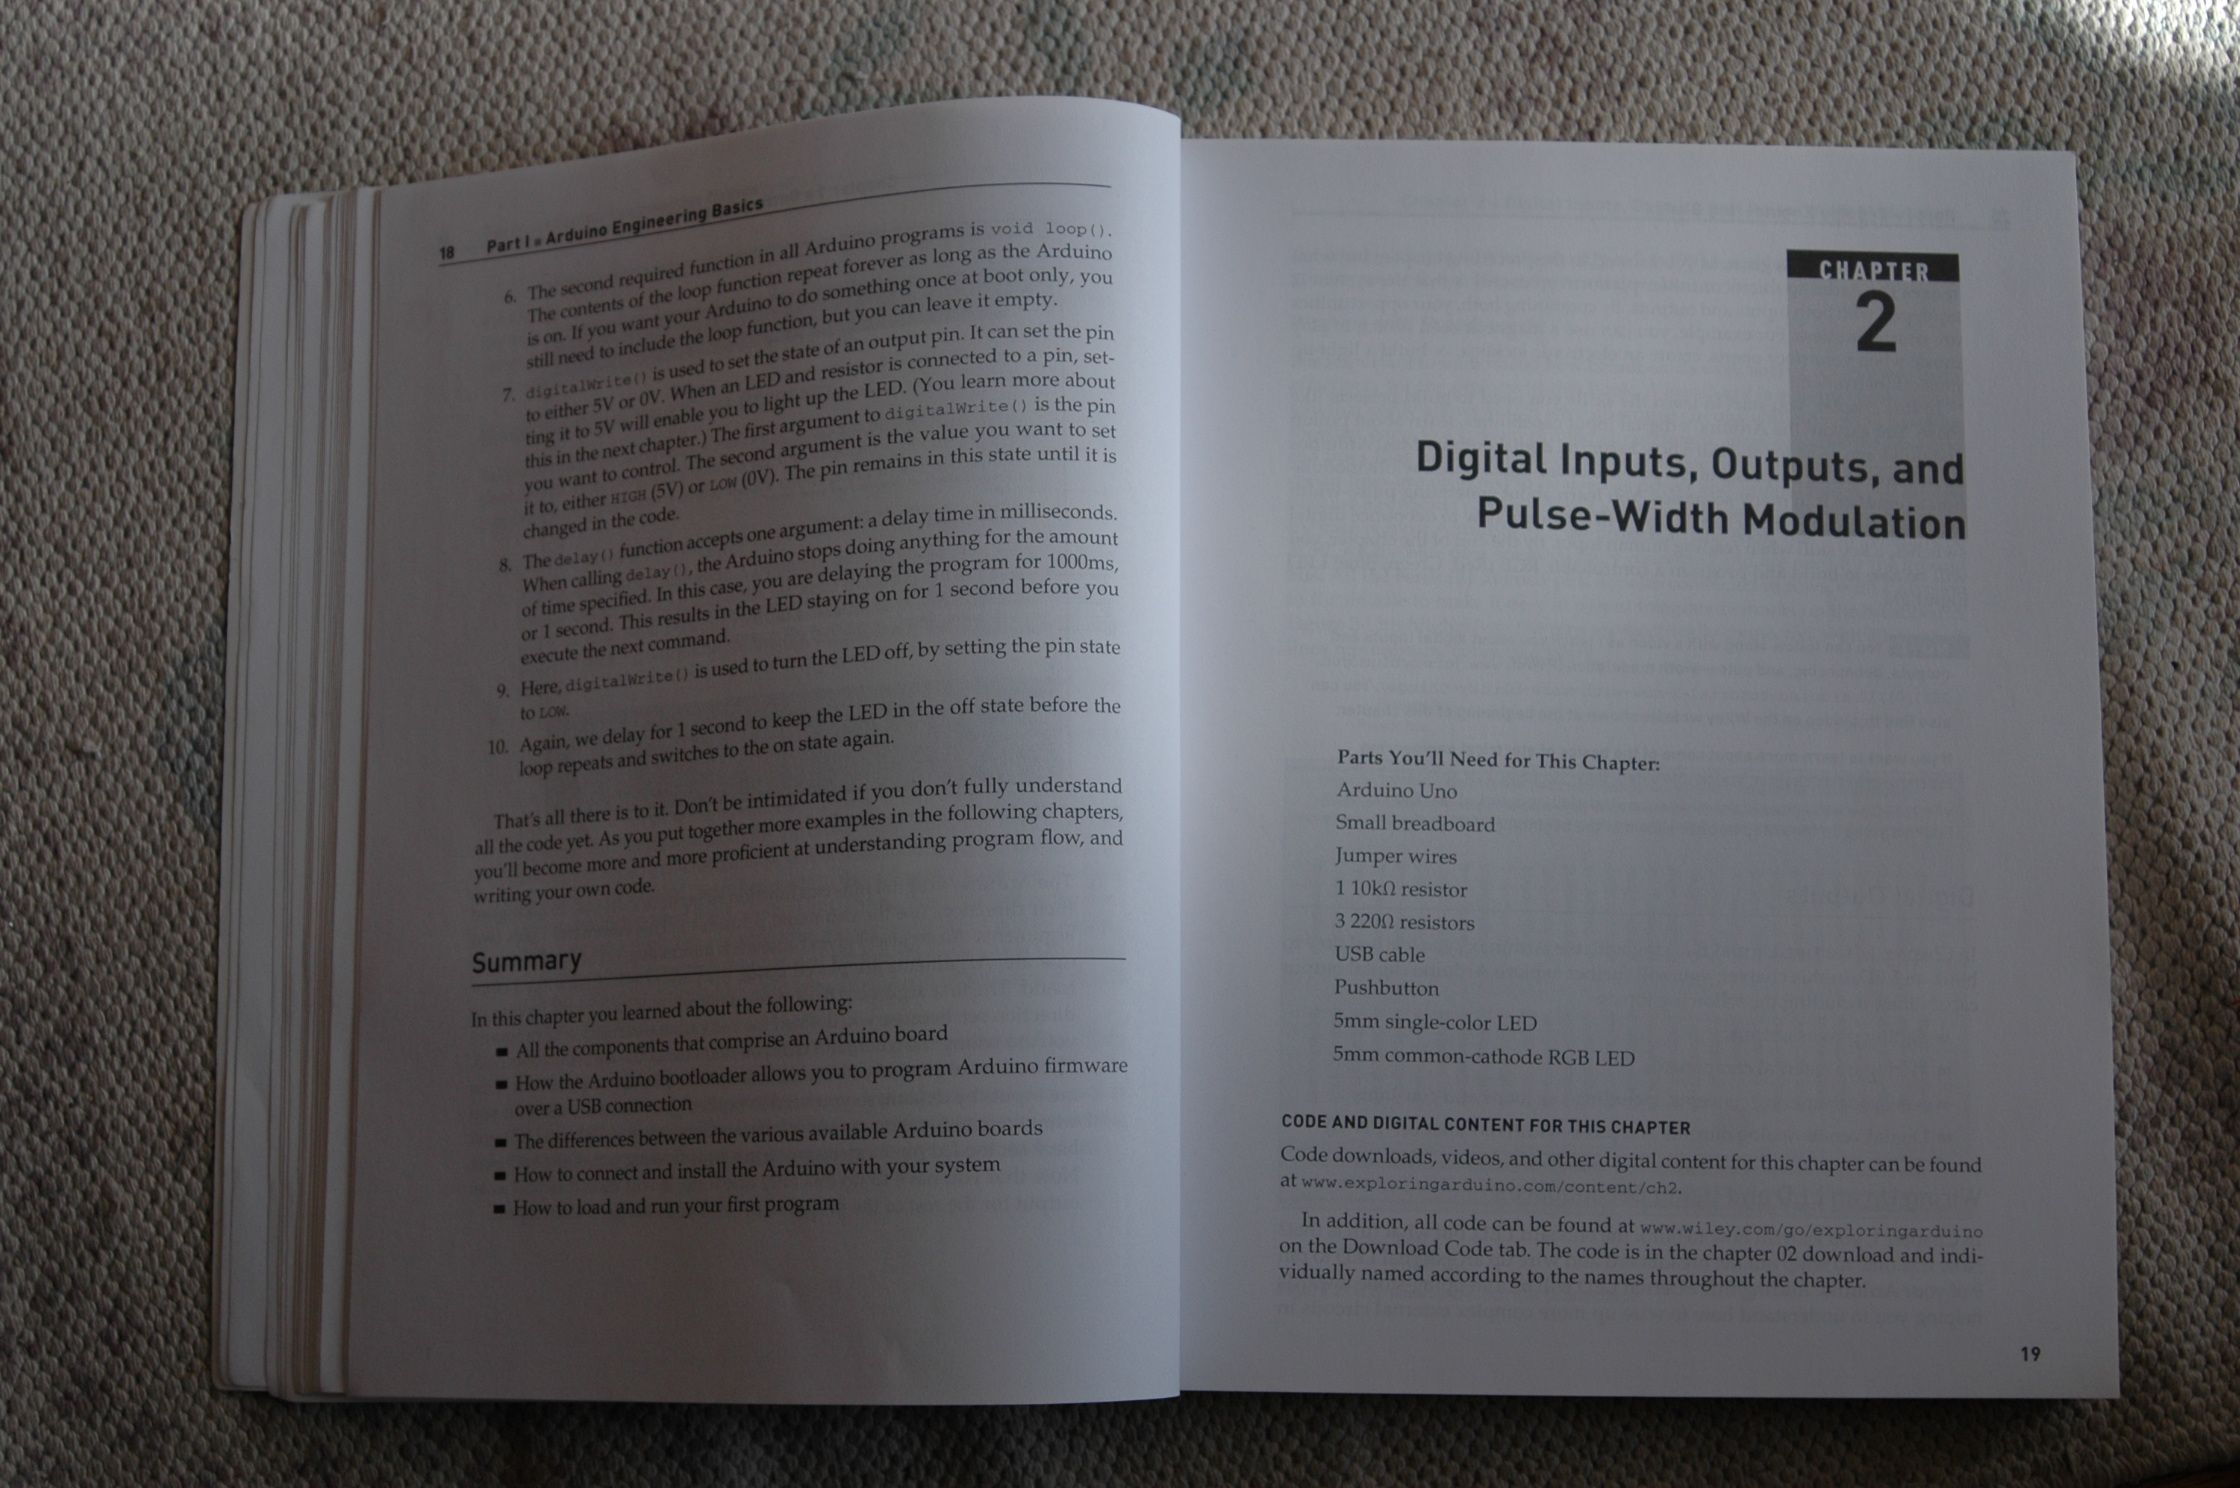 18 Part I ■ Arduino Engineering Basics
6. The second required function in all Arduino programs is void loop().
The contents of the loop function repeat forever as long as the Arduino
is on. If you want your Arduino to do something once at boot only, you
still need to include the loop function, but you can leave it empty.
7. digitalWrite() is used to set the state of an output pin. It can set the pin
to either 5V or 0V. When an LED and resistor is connected to a pin, set-
ting it to 5V will enable you to light up the LED. (You learn more about
this in the next chapter.) The first argument to digitalWrite() is the pin
you want to control. The second argument is the value you want to set
it to, either HIGH (5V) or LOW (0V). The pin remains in this state until it is
changed in the code.
8. The delay() function accepts one argument: a delay time in milliseconds.
When calling delay(), the Arduino stops doing anything for the amount
of time specified. In this case, you are delaying the program for 1000ms,
or 1 second. This results in the LED staying on for 1 second before you
execute the next command.
9. Here, digitalWrite() is used to turn the LED off, by setting the pin state
to LOW.
10. Again, we delay for 1 second to keep the LED in the off state before the
loop repeats and switches to the on state again.
That's all there is to it. Don't be intimidated if you don't fully understand
all the code yet. As you put together more examples in the following chapters,
you'll become more and more proficient at understanding program flow, and
writing your own code.
Summary
In this chapter you learned about the following:
■ All the components that comprise an Arduino board
■ How the Arduino bootloader allows you to program Arduino firmware
over a USB connection
■ The differences between the various available Arduino boards
■ How to connect and install the Arduino with your system
■ How to load and run your first program
CHAPTER
2
Digital Inputs, Outputs, and
Pulse-Width Modulation
Parts You'll Need for This Chapter:
Arduino Uno
Small breadboard
Jumper wires
1 10kΩ resistor
3 220Ω resistors
USB cable
Pushbutton
5mm single-color LED
5mm common-cathode RGB LED
CODE AND DIGITAL CONTENT FOR THIS CHAPTER
Code downloads, videos, and other digital content for this chapter can be found
at www.exploringarduino.com/content/ch2.
In addition, all code can be found at www.wiley.com/go/exploringarduino
on the Download Code tab. The code is in the chapter 02 download and indi-
vidually named according to the names throughout the chapter.
19